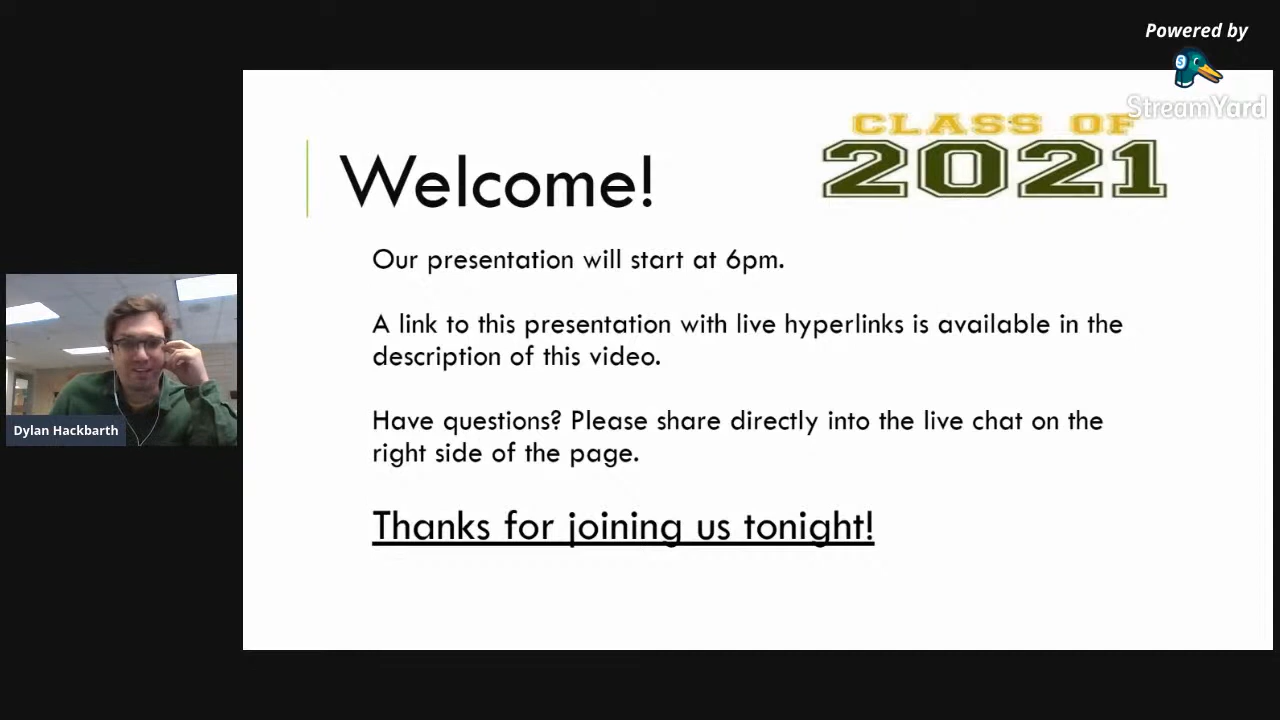 Powered by
StreamYard
CLASS OF
2021
Welcome!
Our presentation will start at 6pm.
A link to this presentation with live hyperlinks is available in the
description of this video.
Have questions? Please share directly into the live chat on the
right side of the page.
Thanks for joining us tonight!
Dylan Hackbarth